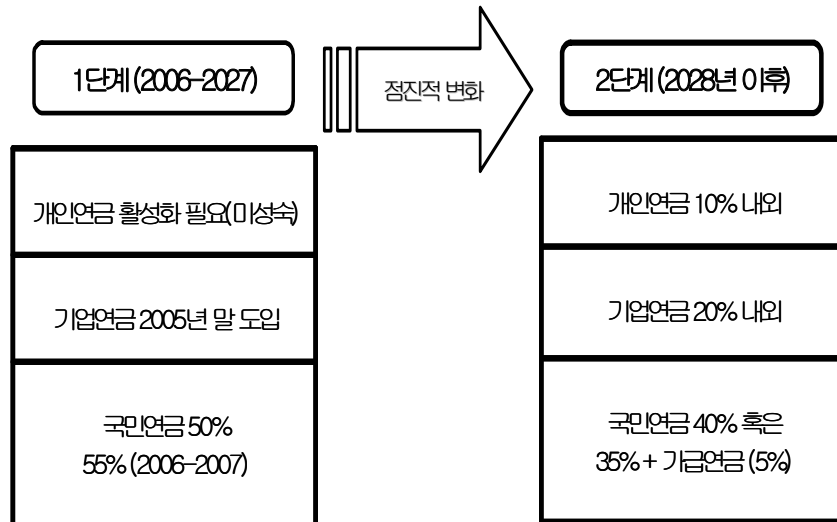 1단계 (2006-2027)
점진적 변화
2단계 (2028년 이후)
개인연금 활성화 필요(미성숙)
기업연금 2005년 말 도입
국민연금 50%
55% (2006-2007)
개인연금 10% 내외
기업연금 20% 내외
국민연금 40% 혹은
35% + 가급연금 (5%)